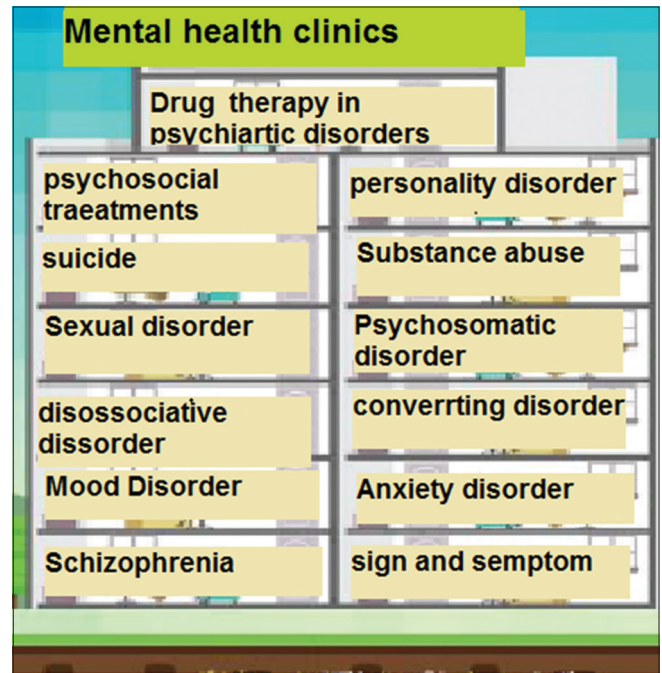 Mental health clinics
Drug therapy in
psychiartic disorders
psychosocial
traeatments
personality disorder
suicide
Substance abuse
Sexual disorder
Psychosomatic
disorder
disossociative
dissorder
converrting disorder
Mood Disorder
Anxiety disorder
Schizophrenia
sign and semptom